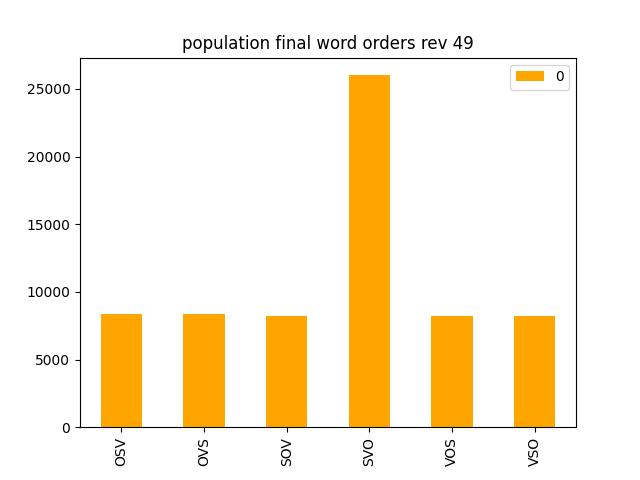 population final word orders rev 49
0
25000
20000
15000
10000
5000
0
OSV
OVS
SOV
SVO
VOS
VSO